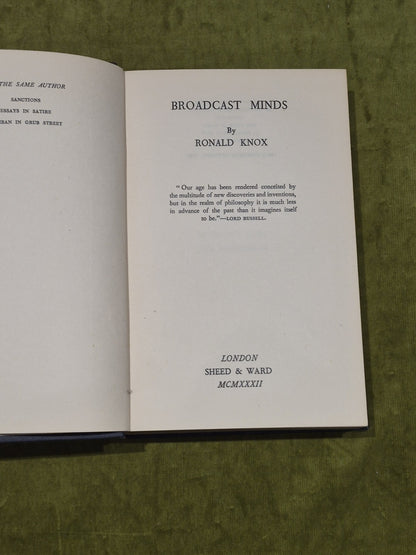 THE SAME AUTHOR
SANCTIONS
ESSAYS IN SATIRE
IN GRUB STREET
BROADCAST MINDS
By
RONALD KNOX
"Our age has been rendered conceited by
the multitude of new discoveries and inventions,
but in the realm of philosophy it is much less
in advance of the past than it imagines itself
to be."—LORD RUSSELL.
LONDON
SHEED & WARD
MCMXXXII